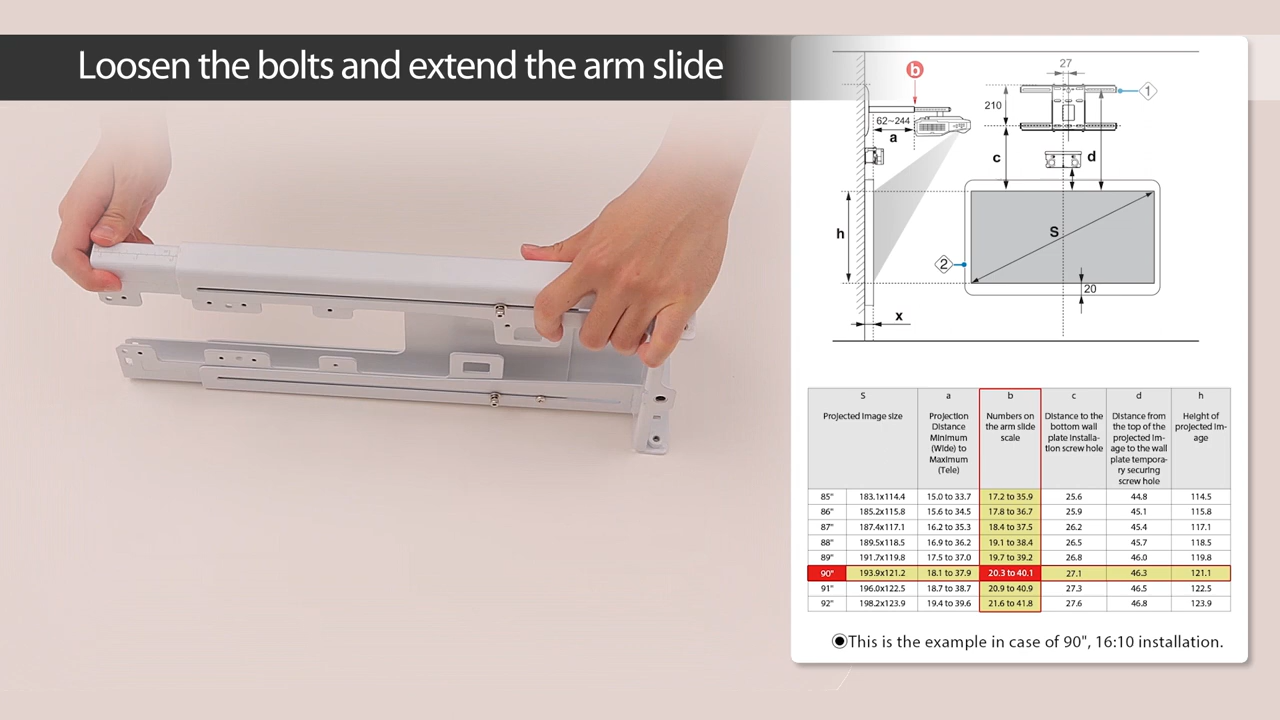 Loosen the bolts and extend the arm slide
27
b
1
210
62~244
a
c
d
h
S
2
20
x
S
a
b
c
d
h
Projected image size
Projection
Distance
Minimum
(Wide) to
Maximum
(Tele)
Numbers on
the arm slide
scale
Distance to the
bottom wall
plate installa-
tion screw hole
Distance from
the top of the
projected im-
age to the wall
plate tempora-
ry securing
screw hole
Height of
projected im-
age
85" 183.1x114.4 15.0 to 33.7 17.2 to 35.9 25.6 44.8 114.5
86" 185.2x115.8 15.6 to 34.5 17.8 to 36.7 25.9 45.1 115.8
87" 187.4x117.1 16.2 to 35.3 18.4 to 37.5 26.2 45.4 117.1
88" 189.5x118.5 16.9 to 36.2 19.1 to 38.4 26.5 45.7 118.5
89" 191.7x119.8 17.5 to 37.0 19.7 to 39.2 26.8 46.0 119.8
90" 193.9x121.2 18.1 to 37.9 20.3 to 40.1 27.1 46.3 121.1
91" 196.0x122.5 18.7 to 38.7 20.9 to 40.9 27.3 46.5 122.5
92" 198.2x123.9 19.4 to 39.6 21.6 to 41.8 27.6 46.8 123.9
This is the example in case of 90", 16:10 installation.